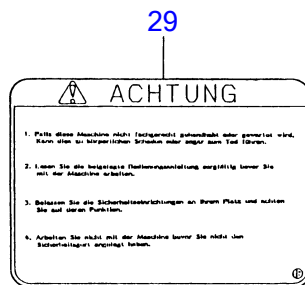 29
ACHTUNG
1. Falls diese Maschine nicht fachgerecht gehandhabt oder gewartet wird,
Kann dies zu körperlichen Schaden oder sogar zum Tod führen.
2. Lesen Sie die beigelegte Bedienungsanleitung sorgfältig bevor Sie
mit der Maschine arbeiten.
3. Belassen Sie die Sicherheitseinrichtungen an Ihrem Platz und achten
Sie auf deren Funktion.
4. Arbeiten Sie nicht mit der Maschine bevor Sie nicht den
Sicherheitsgurt angelegt haben.